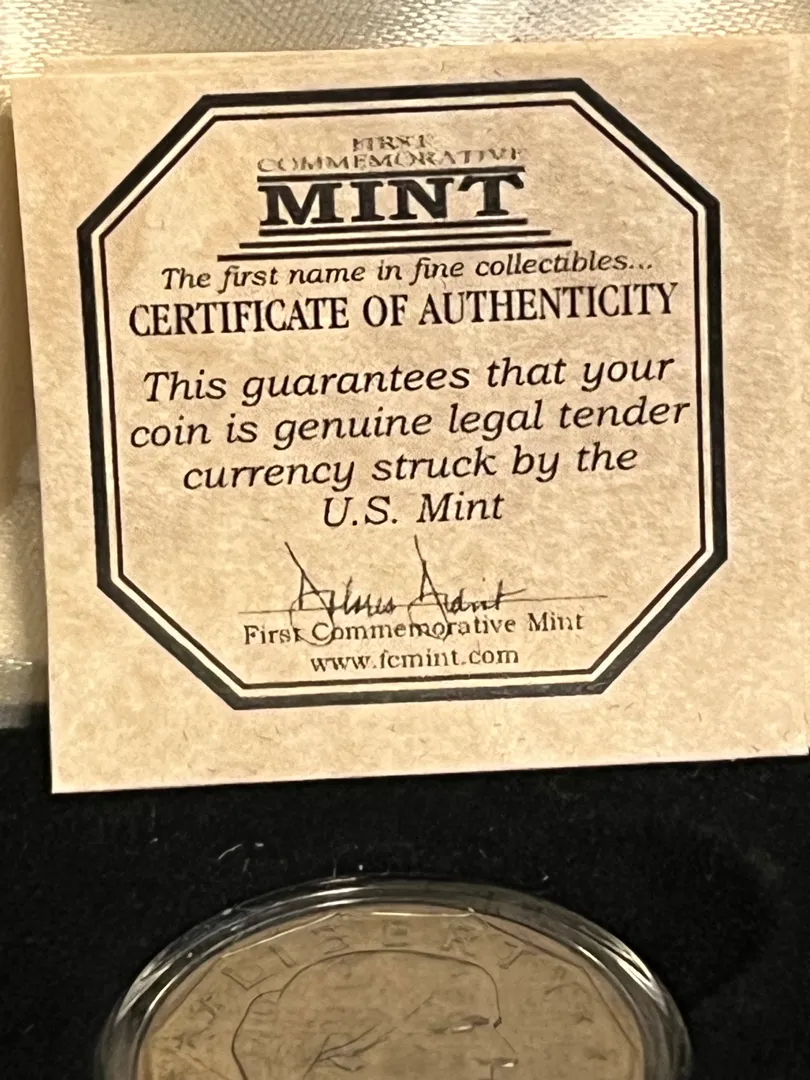 FIRST
COMMEMORATIVE
MINT
The first name in fine collectibles...
CERTIFICATE OF AUTHENTICITY
This guarantees that your
coin is genuine legal tender
currency struck by the
U.S. Mint
First Commemorative Mint
www.fcmint.com
LIBERTY